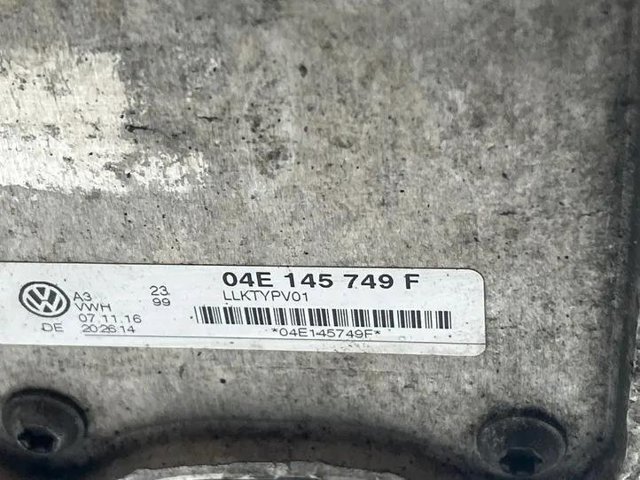 04E 145 749 F
LLKTYPV01
A3 23
VWH 99
07.11.16
DE 20:26:14
*04E145749F*